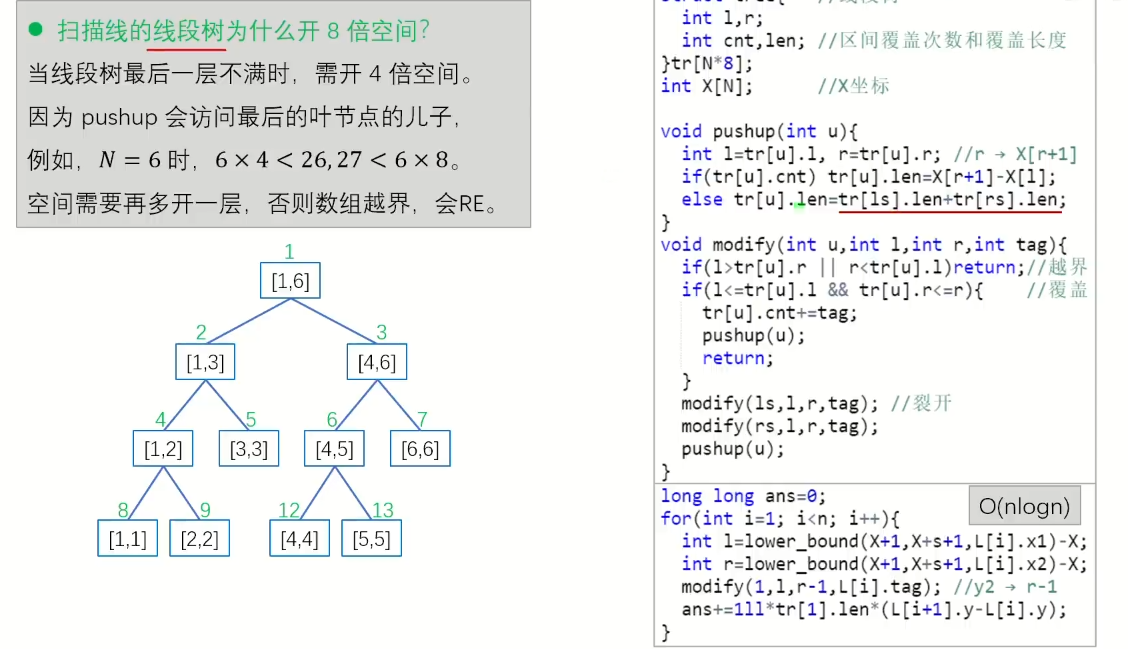 ● 扫描线的线段树为什么开 8 倍空间?
当线段树最后一层不满时，需开 4 倍空间。
因为 pushup 会访问最后的叶节点的儿子，
例如，N = 6 时，6 × 4 < 26, 27 < 6 × 8。
空间需要再多开一层，否则数组越界，会RE。
1
[1,6]
2 3
[1,3] [4,6]
4 5 6 7
[1,2] [3,3] [4,5] [6,6]
8 9 12 13
[1,1] [2,2] [4,4] [5,5]
int l,r;
int cnt,len; //区间覆盖次数和覆盖长度
}tr[N*8];
int X[N]; //X坐标
void pushup(int u){
int l=tr[u].l, r=tr[u].r; //r → X[r+1]
if(tr[u].cnt) tr[u].len=X[r+1]-X[l];
else tr[u].len=tr[ls].len+tr[rs].len;
}
void modify(int u,int l,int r,int tag){
if(l>tr[u].r || r<tr[u].l)return;//越界
if(l<=tr[u].l && tr[u].r<=r){ //覆盖
tr[u].cnt+=tag;
pushup(u);
return;
}
modify(ls,l,r,tag); //裂开
modify(rs,l,r,tag);
pushup(u);
}
long long ans=0;
for(int i=1; i<n; i++){
O(nlogn)
int l=lower_bound(X+1,X+s+1,L[i].x1)-X;
int r=lower_bound(X+1,X+s+1,L[i].x2)-X;
modify(1,l,r-1,L[i].tag); //y2 → r-1
ans+=1ll*tr[1].len*(L[i+1].y-L[i].y);
}